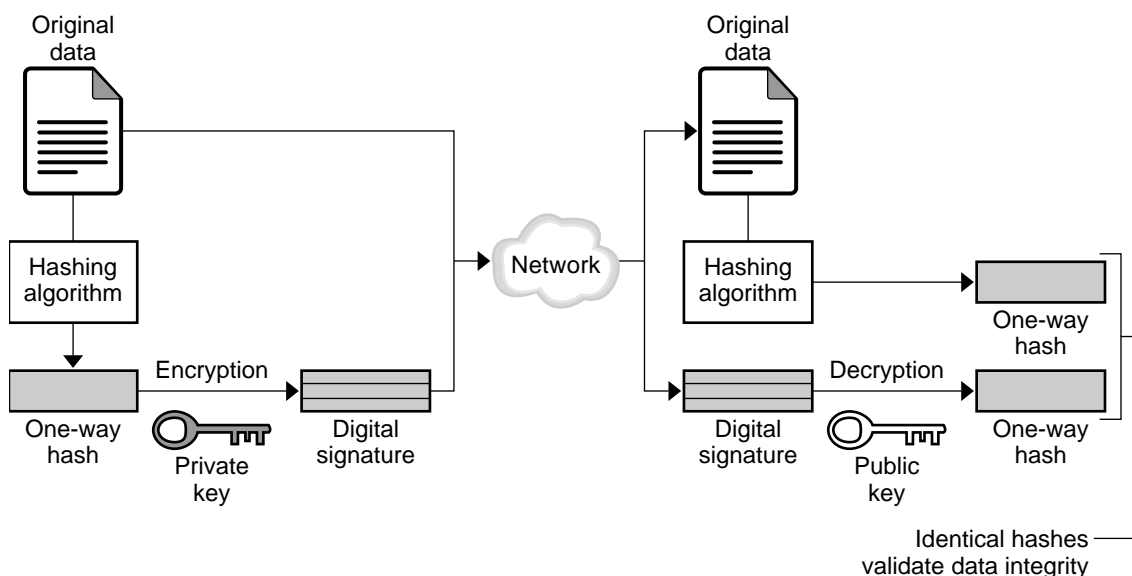 Original
data
Hashing
algorithm
One-way
hash
Encryption
Private
key
Digital
signature
Network
Original
data
Hashing
algorithm
One-way
hash
Digital
signature
Decryption
Public
key
One-way
hash
Identical hashes
validate data integrity